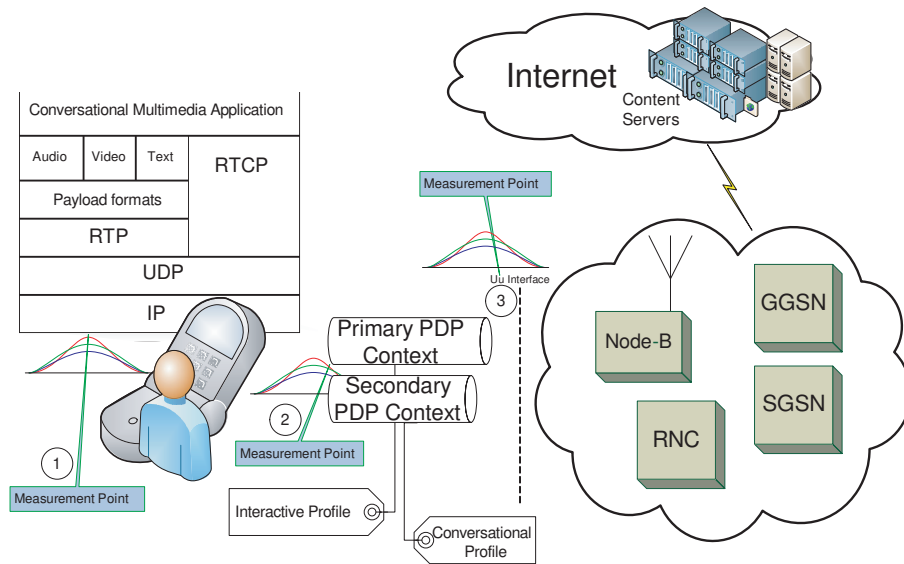 Internet
Content
Servers
Conversational Multimedia Application
Audio
Video
Text
RTCP
Payload formats
RTP
UDP
IP
Measurement Point
Uu Interface
3
Primary PDP
Context
Secondary
PDP Context
2
Measurement Point
1
Measurement Point
Interactive Profile
Conversational
Profile
Node-B
GGSN
RNC
SGSN